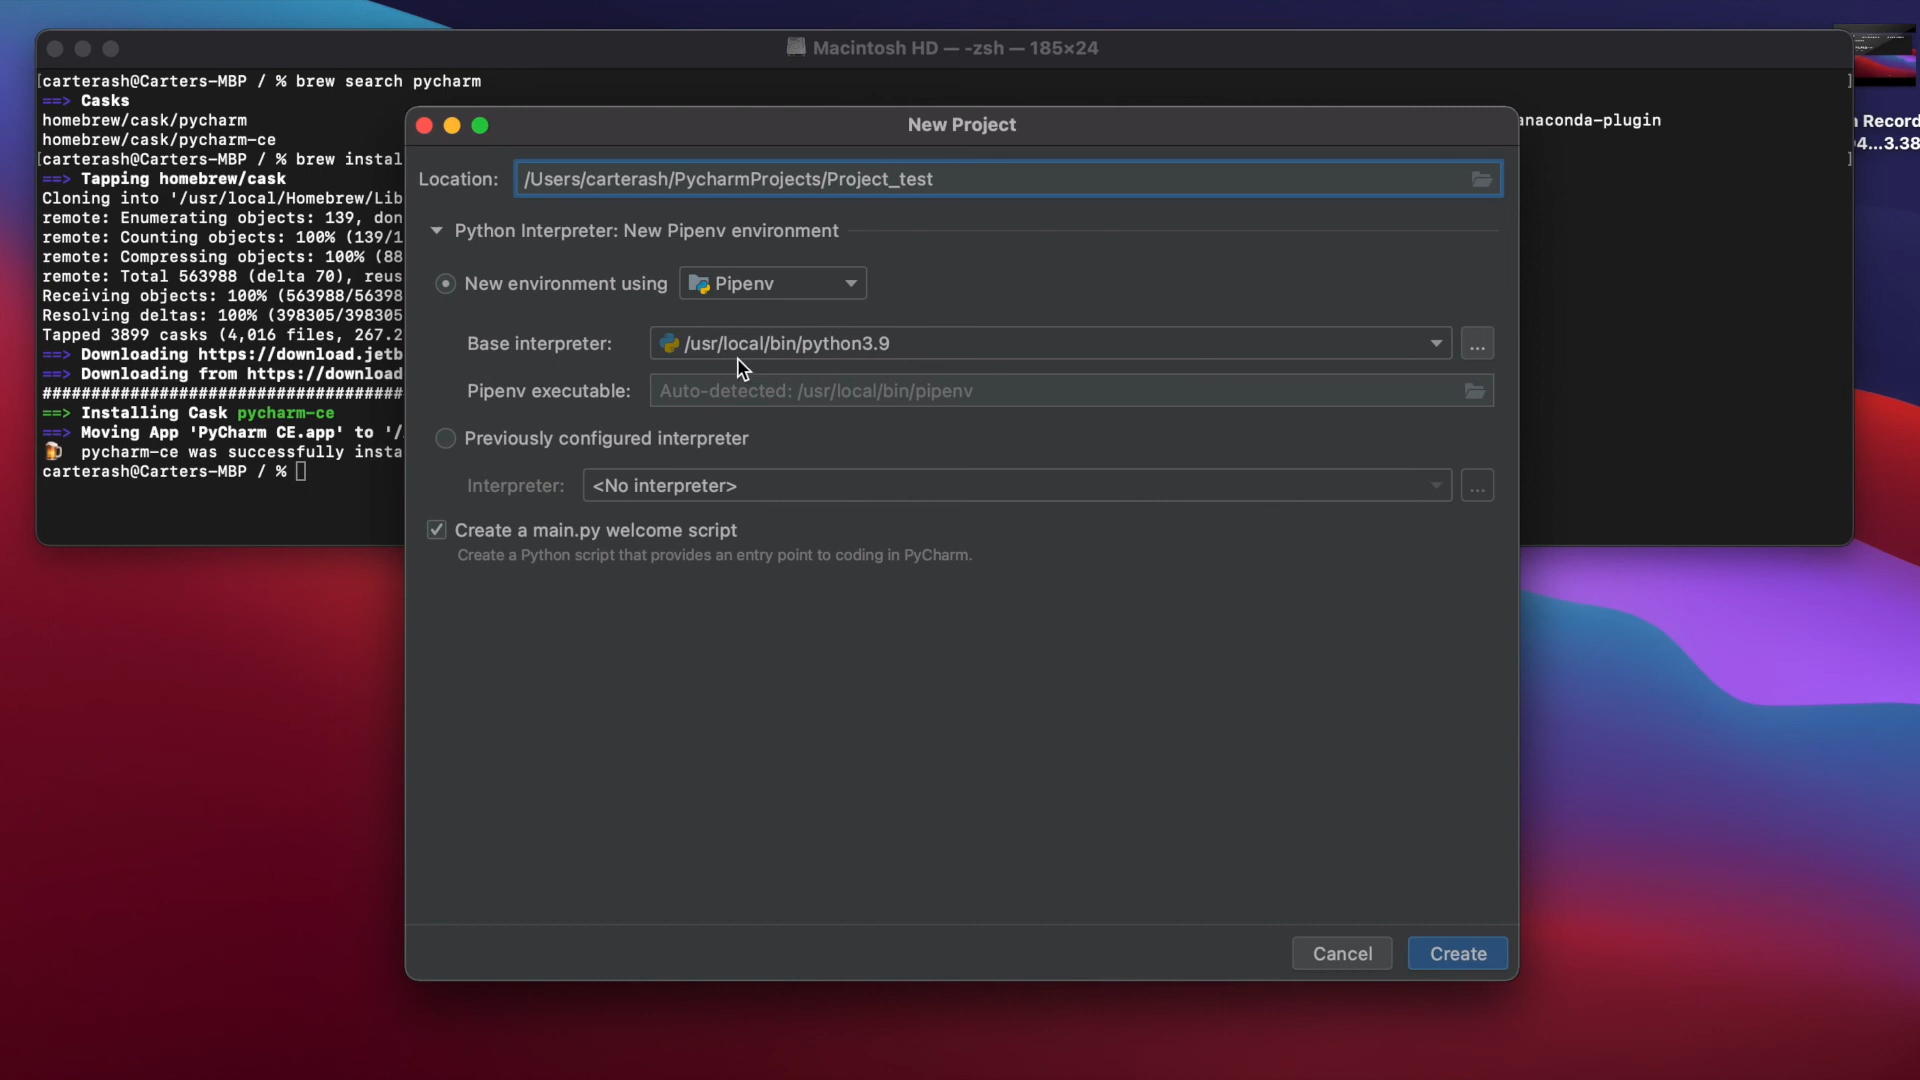 Macintosh HD — -zsh — 185×24
[carterash@Carters-MBP / % brew search pycharm ]
==> Casks
homebrew/cask/pycharm
anaconda-plugin
homebrew/cask/pycharm-ce
[carterash@Carters-MBP / % brew instal ]
==> Tapping homebrew/cask
Cloning into '/usr/local/Homebrew/Lib
remote: Enumerating objects: 139, don
remote: Counting objects: 100% (139/1
remote: Compressing objects: 100% (88
remote: Total 563988 (delta 70), reus
Receiving objects: 100% (563988/56398
Resolving deltas: 100% (398305/398305
Tapped 3899 casks (4,016 files, 267.2
==> Downloading https://download.jetb
==> Downloading from https://download
#####################################
==> Installing Cask pycharm-ce
==> Moving App 'PyCharm CE.app' to '/
pycharm-ce was successfully insta
carterash@Carters-MBP / %
New Project
Location: /Users/carterash/PycharmProjects/Project_test
Python Interpreter: New Pipenv environment
New environment using Pipenv
Base interpreter: /usr/local/bin/python3.9 ...
Pipenv executable: Auto-detected: /usr/local/bin/pipenv
Previously configured interpreter
Interpreter: <No interpreter> ...
Create a main.py welcome script
Create a Python script that provides an entry point to coding in PyCharm.
Cancel Create
Record
4...3.38